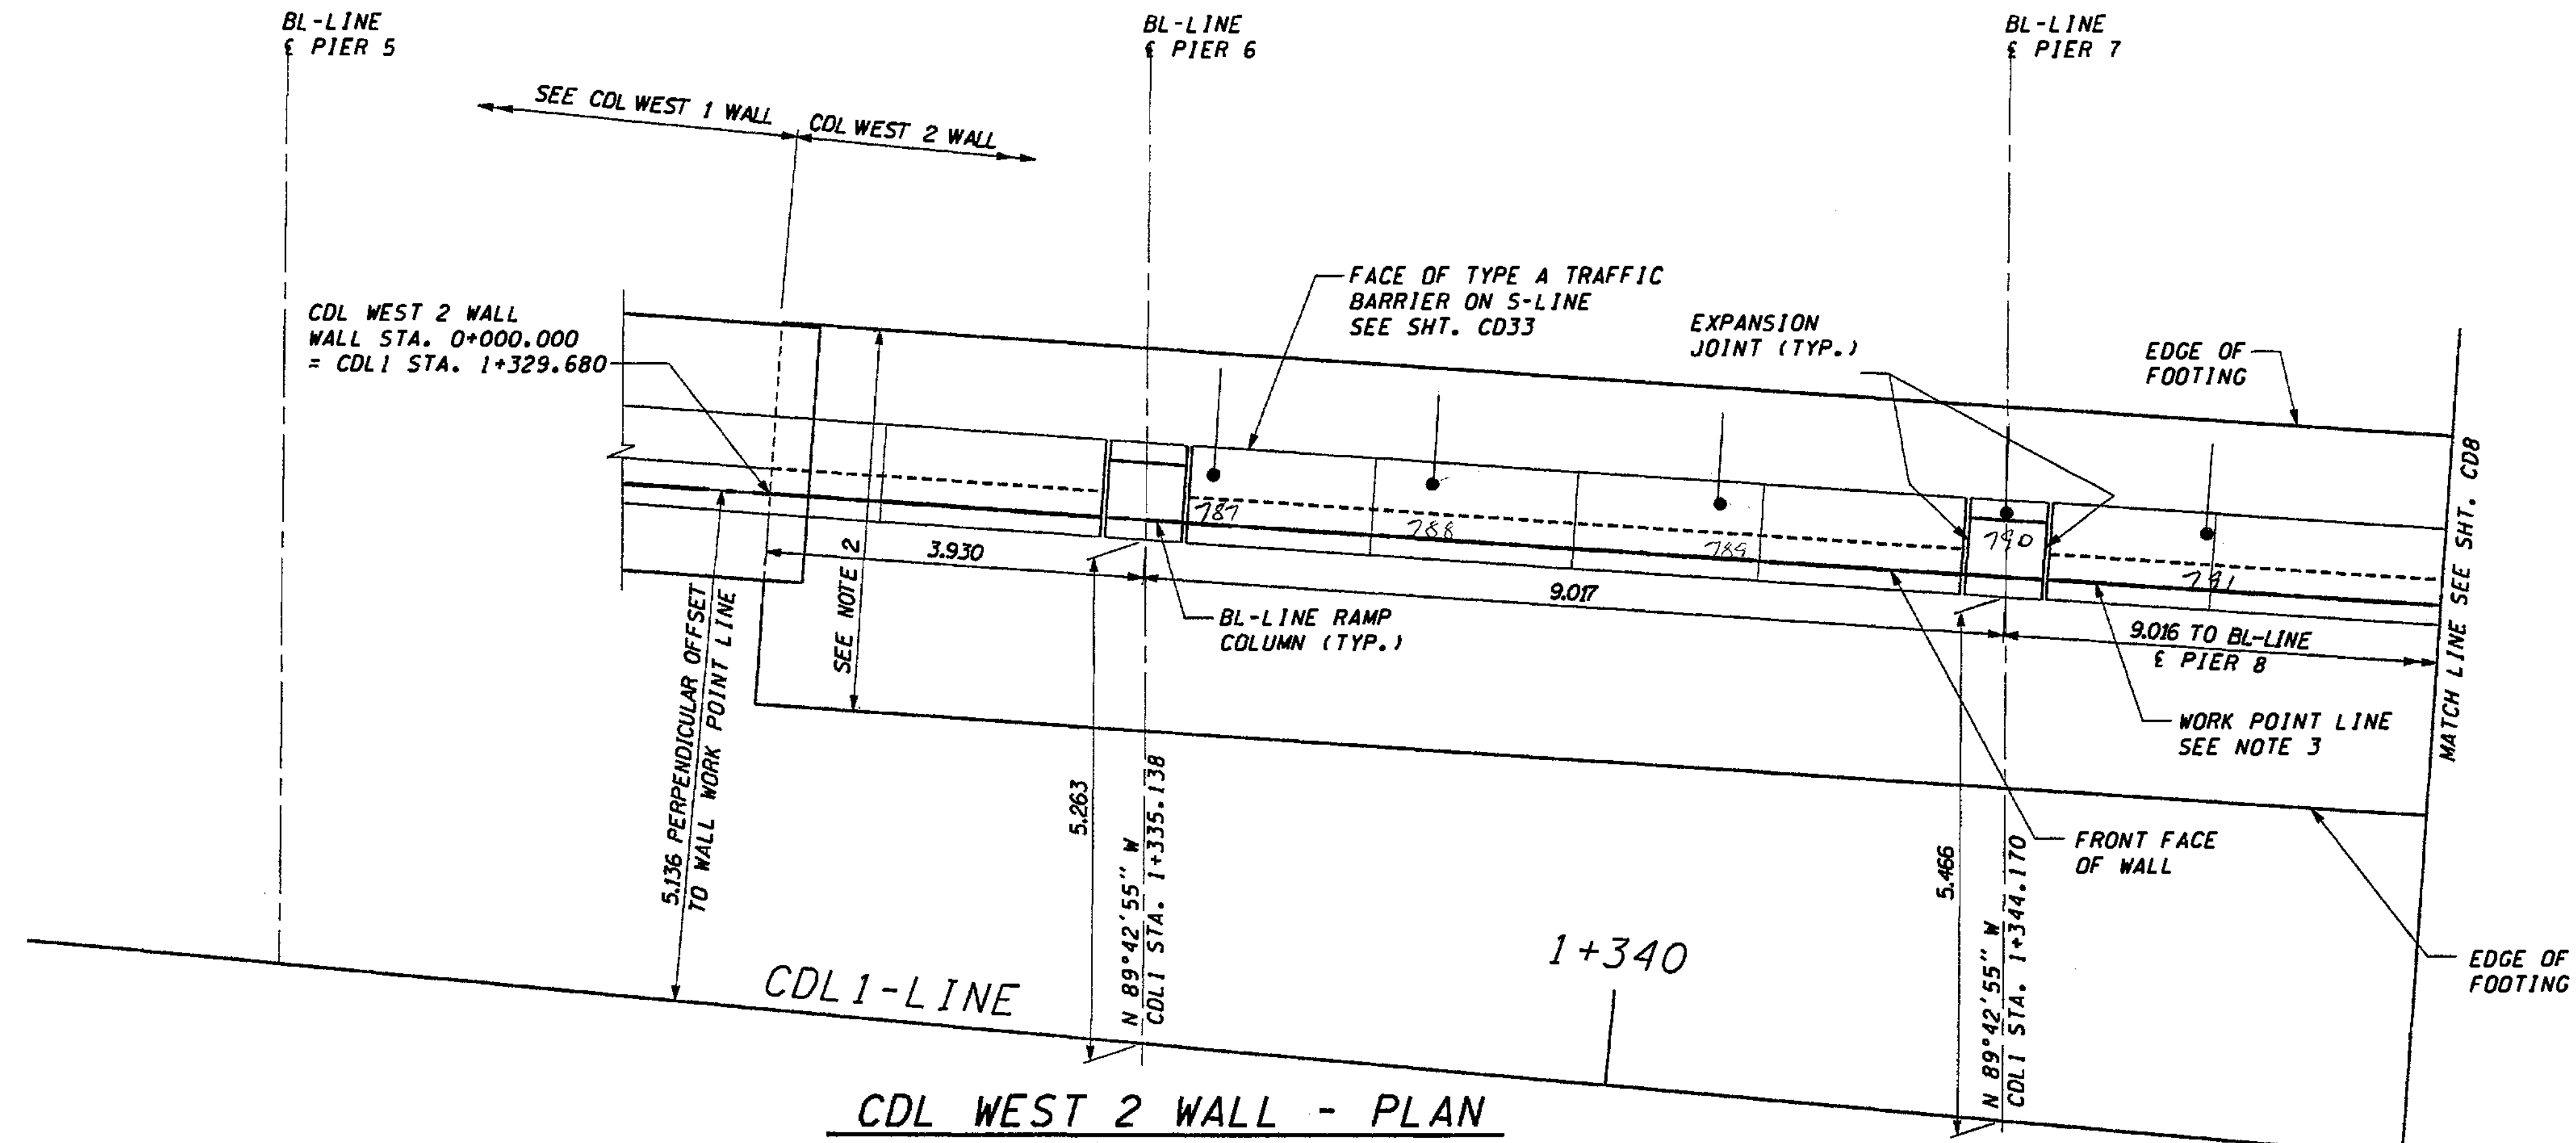 BL-LINE
℄ PIER 5
BL-LINE
℄ PIER 6
BL-LINE
℄ PIER 7
SEE CDL WEST 1 WALL
CDL WEST 2 WALL
CDL WEST 2 WALL
WALL STA. 0+000.000
= CDL1 STA. 1+329.680
FACE OF TYPE A TRAFFIC
BARRIER ON S-LINE
SEE SHT. CD33
EXPANSION
JOINT (TYP.)
EDGE OF
FOOTING
MATCH LINE SEE SHT. CD8
787
788
789
790
791
3.930
9.017
9.016 TO BL-LINE
℄ PIER 8
SEE NOTE 2
BL-LINE RAMP
COLUMN (TYP.)
5.136 PERPENDICULAR OFFSET
TO WALL WORK POINT LINE
WORK POINT LINE
SEE NOTE 3
5.263
N 89°42'55" W
CDL1 STA. 1+335.138
5.466
N 89°42'55" W
CDL1 STA. 1+344.170
FRONT FACE
OF WALL
EDGE OF
FOOTING
CDL1-LINE
1+340
CDL WEST 2 WALL - PLAN